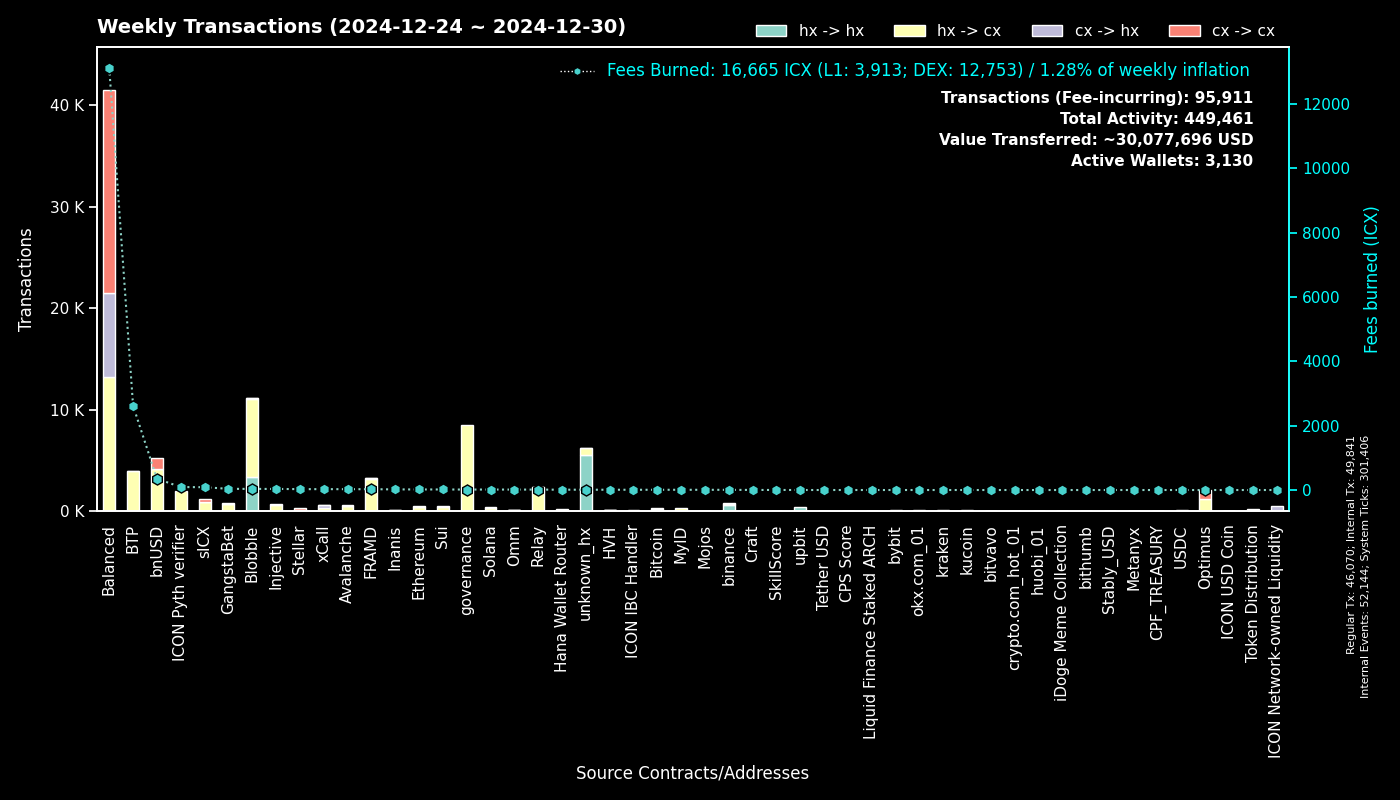 Weekly Transactions (2024-12-24 ~ 2024-12-30)
hx -> hx
hx -> cx
cx -> hx
cx -> cx
Fees Burned: 16,665 ICX (L1: 3,913; DEX: 12,753) / 1.28% of weekly inflation
Transactions (Fee-incurring): 95,911
Total Activity: 449,461
Value Transferred: ~30,077,696 USD
Active Wallets: 3,130
Transactions
40 K
30 K
20 K
10 K
0 K
12000
10000
8000
6000
4000
2000
0
Fees burned (ICX)
Regular Tx: 46,070; Internal Tx: 49,841
Internal Events: 52,144; System Ticks: 301,406
Balanced
BTP
bnUSD
ICON Pyth verifier
sICX
GangstaBet
Blobble
Injective
Stellar
xCall
Avalanche
FRAMD
Inanis
Ethereum
Sui
governance
Solana
Omm
Relay
Hana Wallet Router
unknown_hx
HVH
ICON IBC Handler
Bitcoin
MyID
Mojos
binance
Craft
SkillScore
upbit
Tether USD
CPS Score
Liquid Finance Staked ARCH
bybit
okx.com_01
kraken
kucoin
bitvavo
crypto.com_hot_01
huobi_01
iDoge Meme Collection
bithumb
Stably_USD
Metanyx
CPF_TREASURY
USDC
Optimus
ICON USD Coin
Token Distribution
ICON Network-owned Liquidity
Source Contracts/Addresses